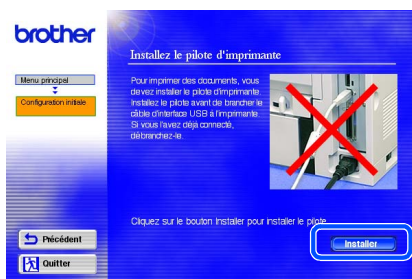 brother
Installez le pilote d'imprimante
Menu principal
Configuration initiale
Pour imprimer des documents, vous
devez installer le pilote d'imprimante.
Installez le pilote avant de brancher le
câble d'interface USB à l'imprimante.
Si vous l'avez déjà connecté,
débranchez-le.
Cliquez sur le bouton Installer pour installer le pilote.
Précédent
Installer
Quitter